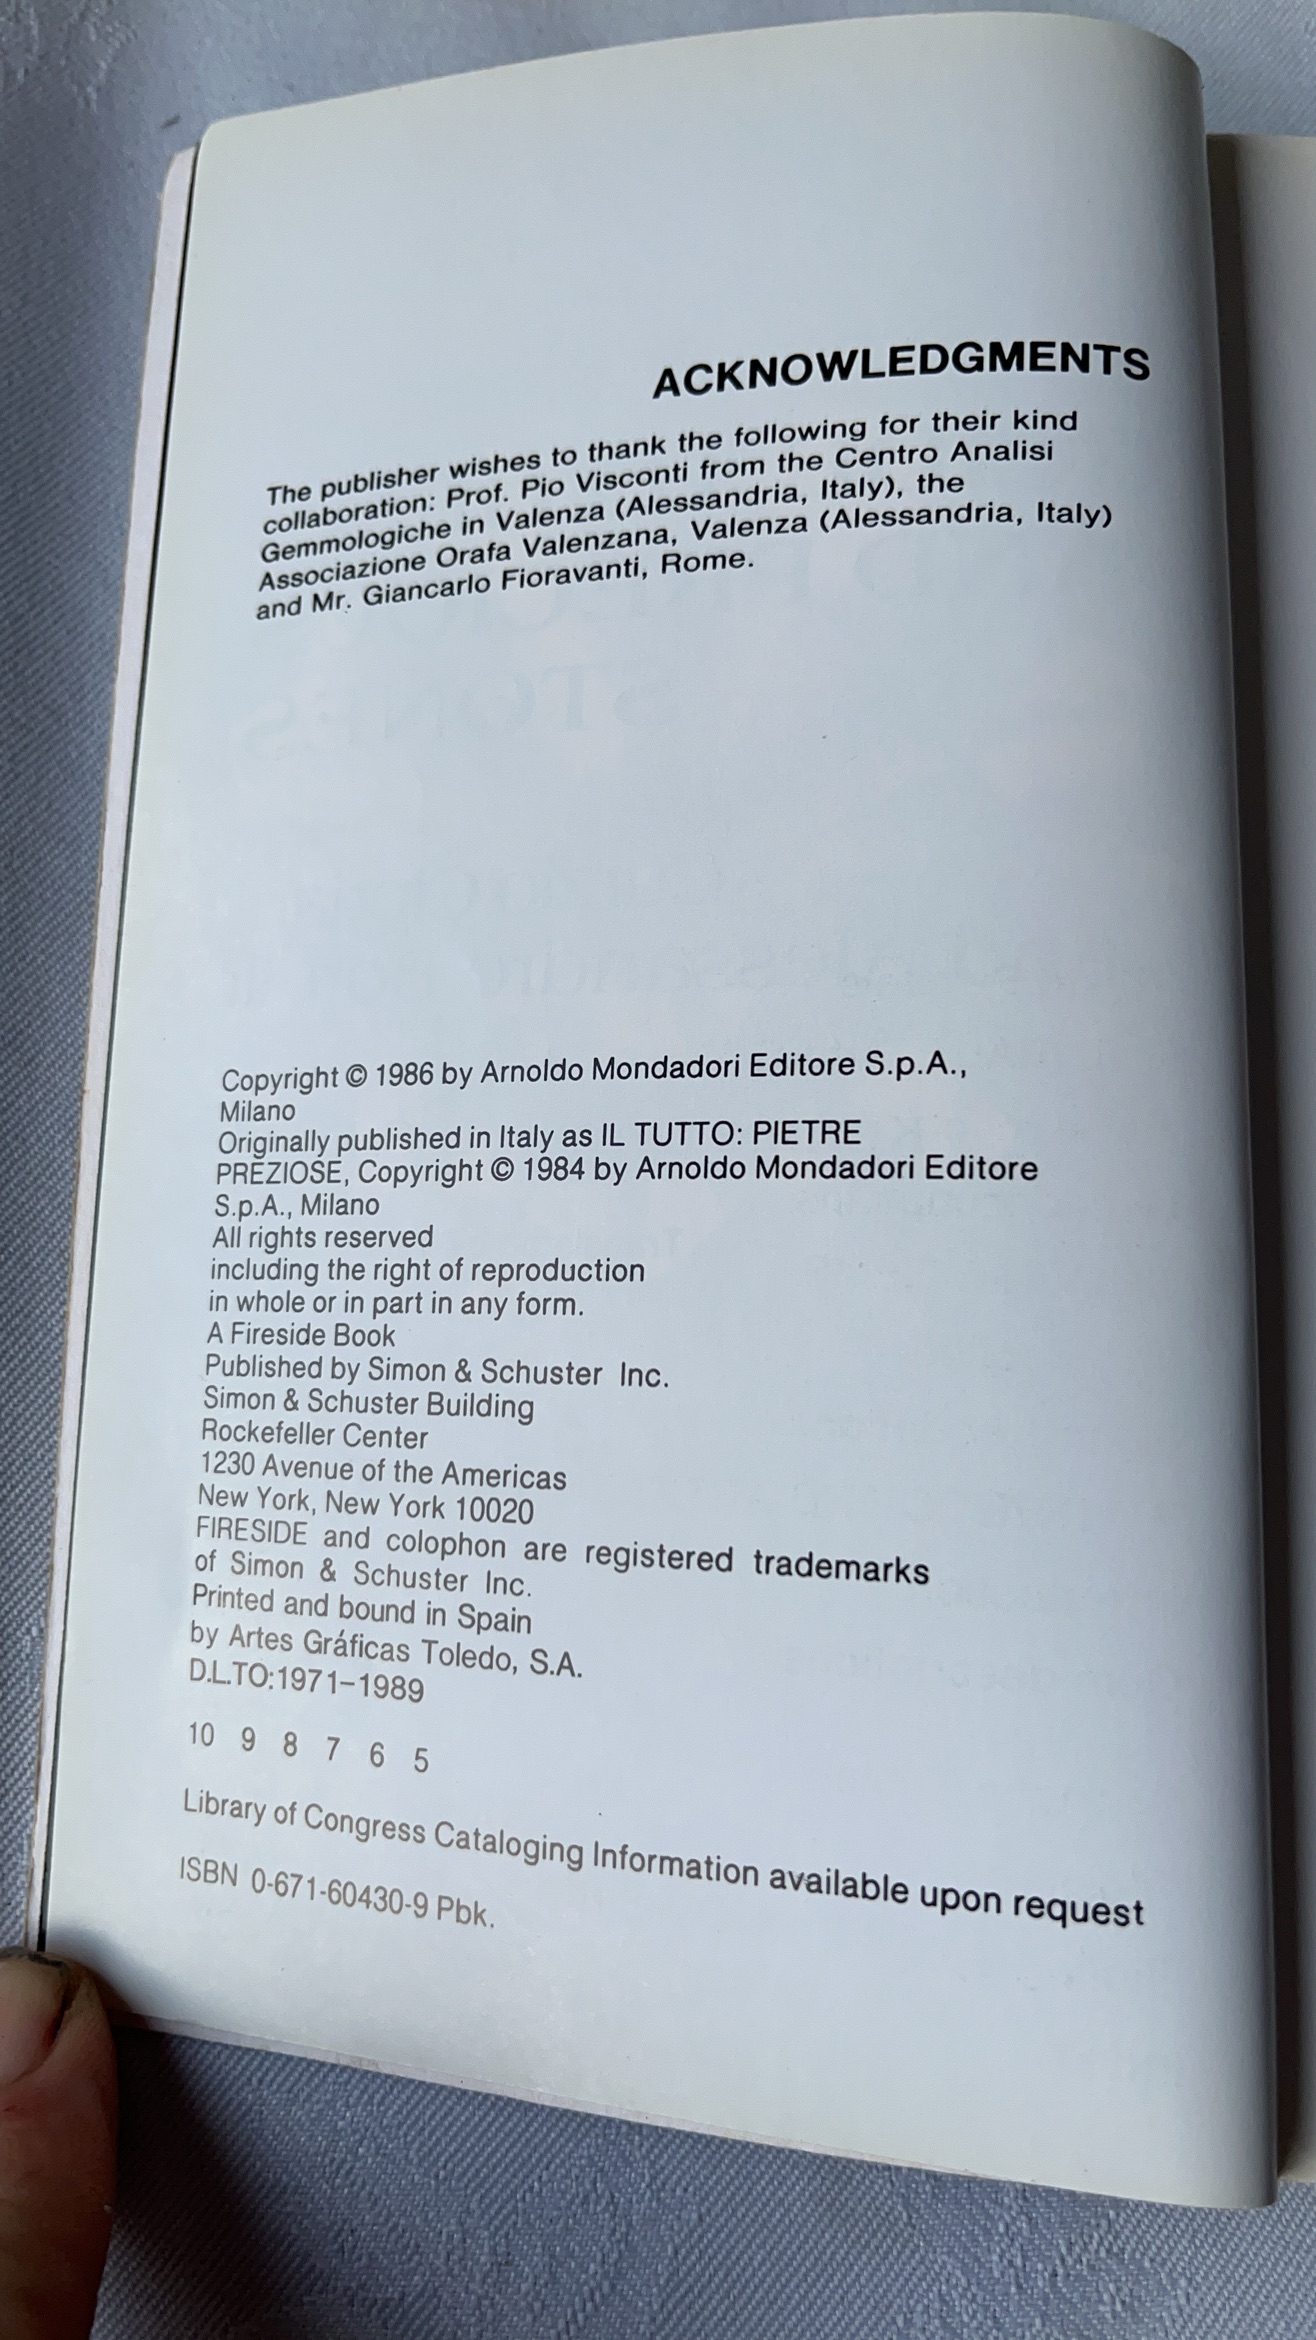 ACKNOWLEDGMENTS
The publisher wishes to thank the following for their kind
collaboration: Prof. Pio Visconti from the Centro Analisi
Gemmologiche in Valenza (Alessandria, Italy), the
Associazione Orafa Valenzana, Valenza (Alessandria, Italy)
and Mr. Giancarlo Fioravanti, Rome.
Copyright © 1986 by Arnoldo Mondadori Editore S.p.A.,
Milano
Originally published in Italy as IL TUTTO: PIETRE
PREZIOSE, Copyright © 1984 by Arnoldo Mondadori Editore
S.p.A., Milano
All rights reserved
including the right of reproduction
in whole or in part in any form.
A Fireside Book
Published by Simon & Schuster Inc.
Simon & Schuster Building
Rockefeller Center
1230 Avenue of the Americas
New York, New York 10020
FIRESIDE and colophon are registered trademarks
of Simon & Schuster Inc.
Printed and bound in Spain
by Artes Gráficas Toledo, S.A.
D.L.TO:1971-1989
10 9 8 7 6 5
Library of Congress Cataloging Information available upon request
ISBN 0-671-60430-9 Pbk.